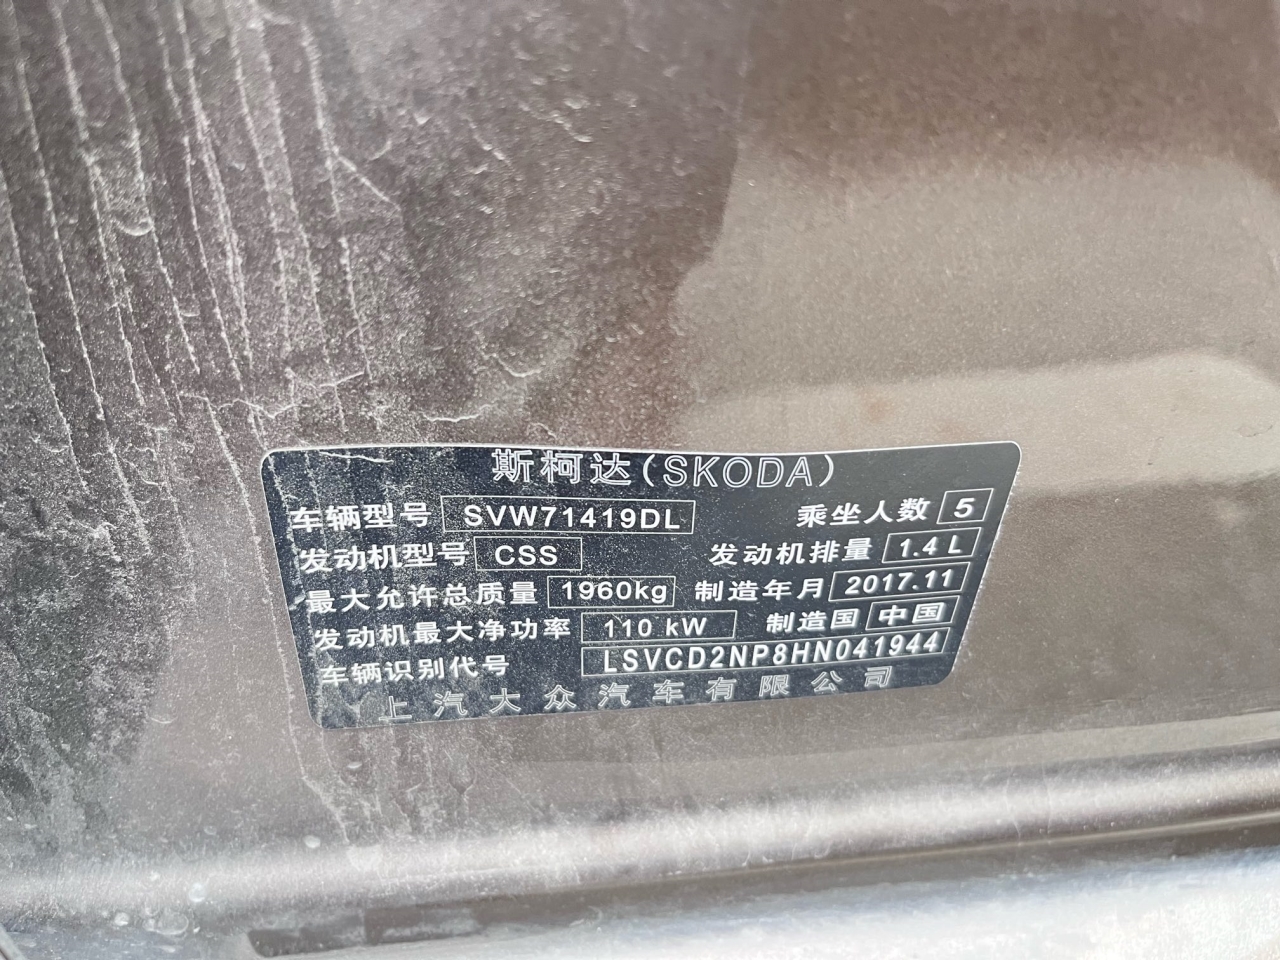 斯柯达(SKODA)
车辆型号 SVW71419DL 乘坐人数 5
发动机型号 CSS 发动机排量 1.4 L
最大允许总质量 1960kg 制造年月 2017.11
发动机最大净功率 110 kW 制造国 中国
车辆识别代号 LSVCD2NP8HN041944
上汽大众汽车有限公司